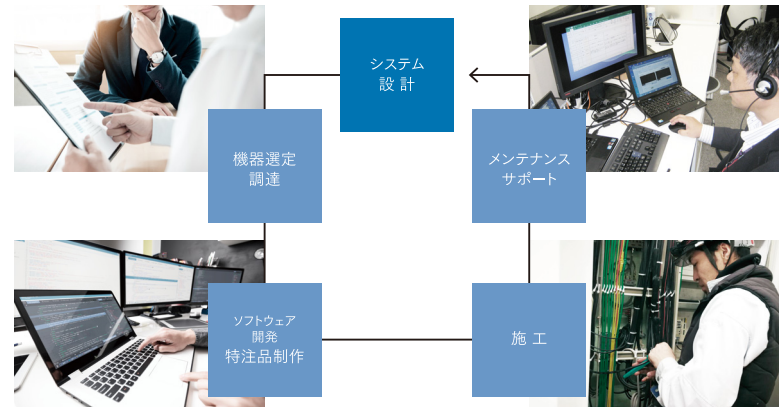 システム
設計
機器選定
調達
メンテナンス
サポート
ソフトウェア
開発
特注品制作
施工